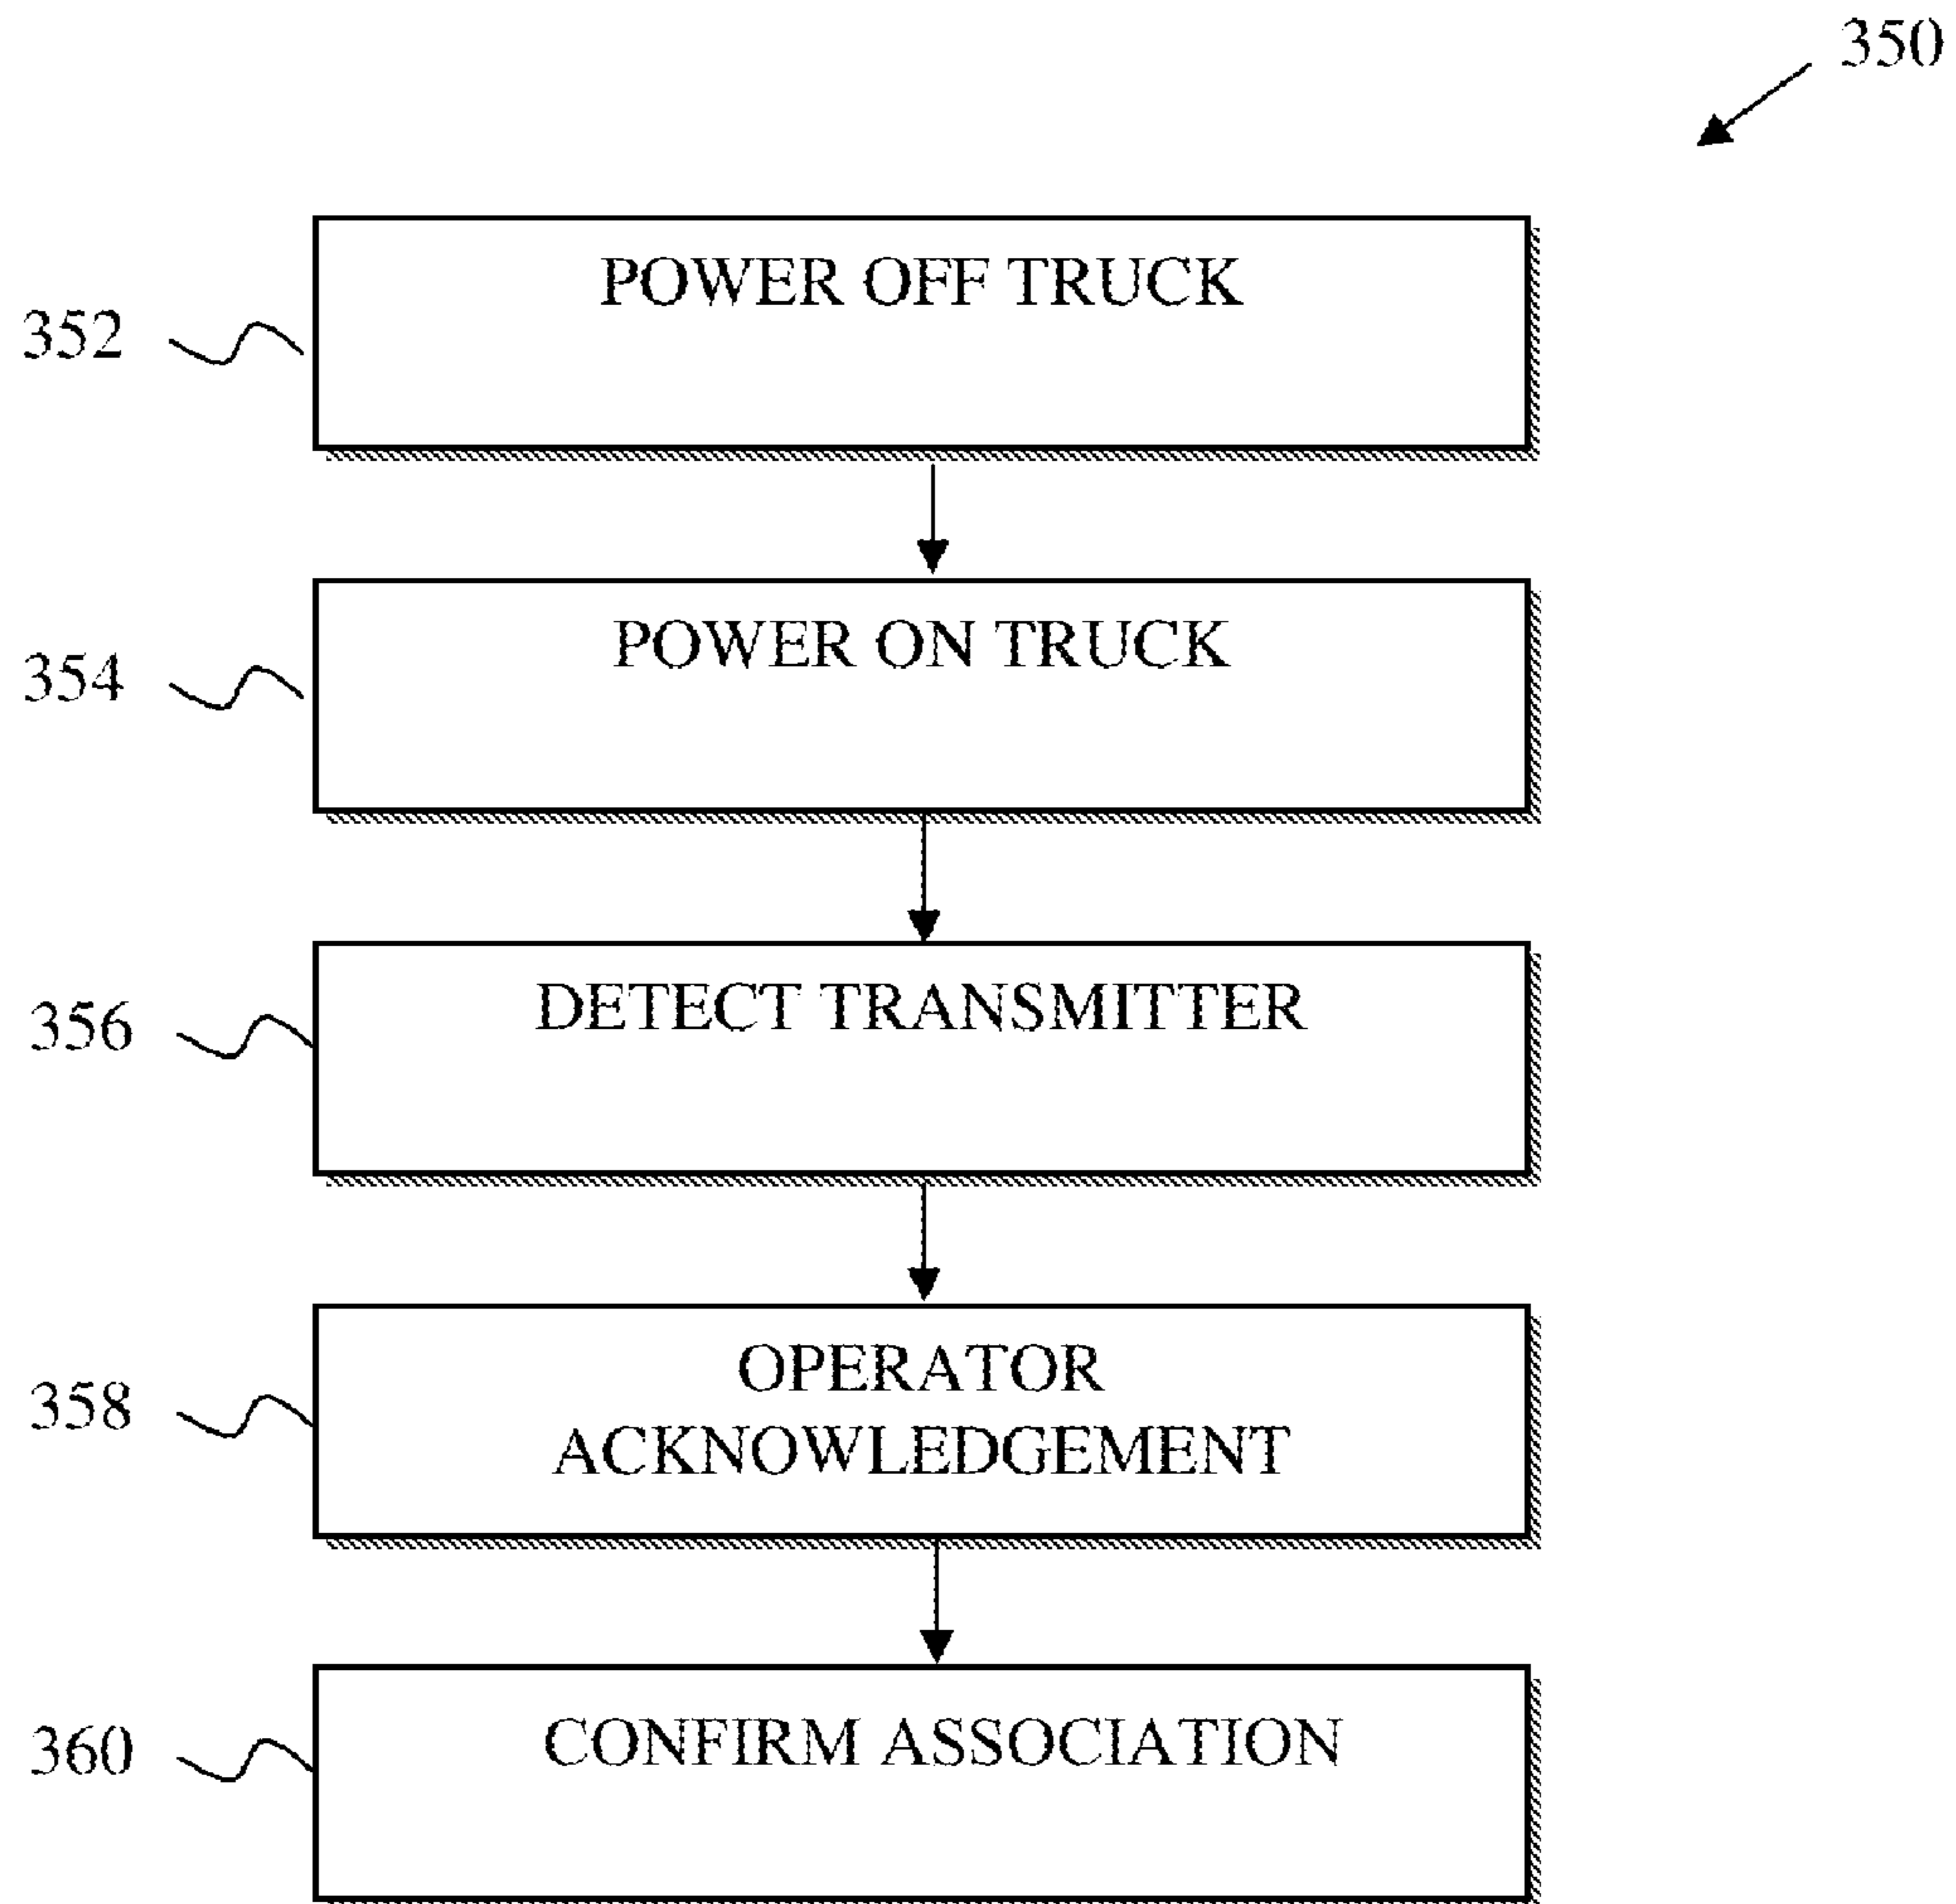 350
POWER OFF TRUCK
352
POWER ON TRUCK
354
DETECT TRANSMITTER
356
OPERATOR
ACKNOWLEDGEMENT
358
CONFIRM ASSOCIATION
360